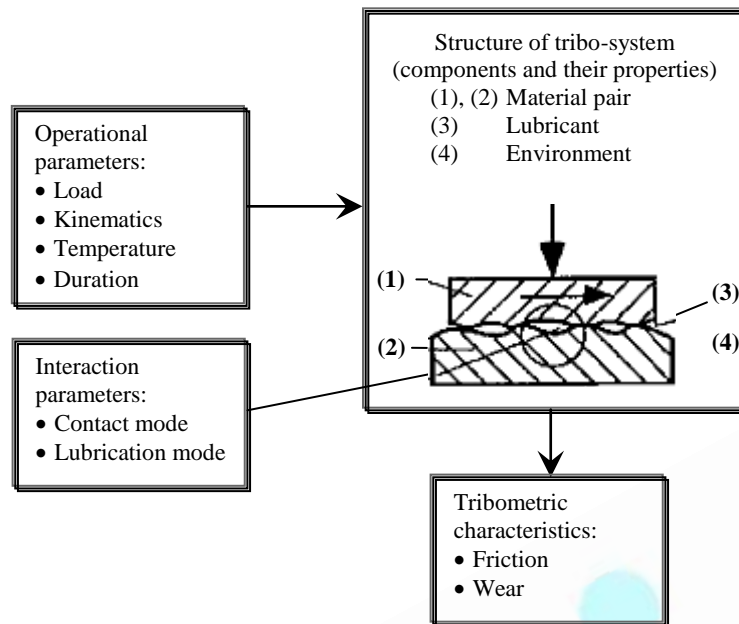 Structure of tribo-system
(components and their properties)
(1), (2) Material pair
(3) Lubricant
(4) Environment
Operational
parameters:
• Load
• Kinematics
• Temperature
• Duration
(1)
(3)
(2)
(4)
Interaction
parameters:
• Contact mode
• Lubrication mode
Tribometric
characteristics:
• Friction
• Wear